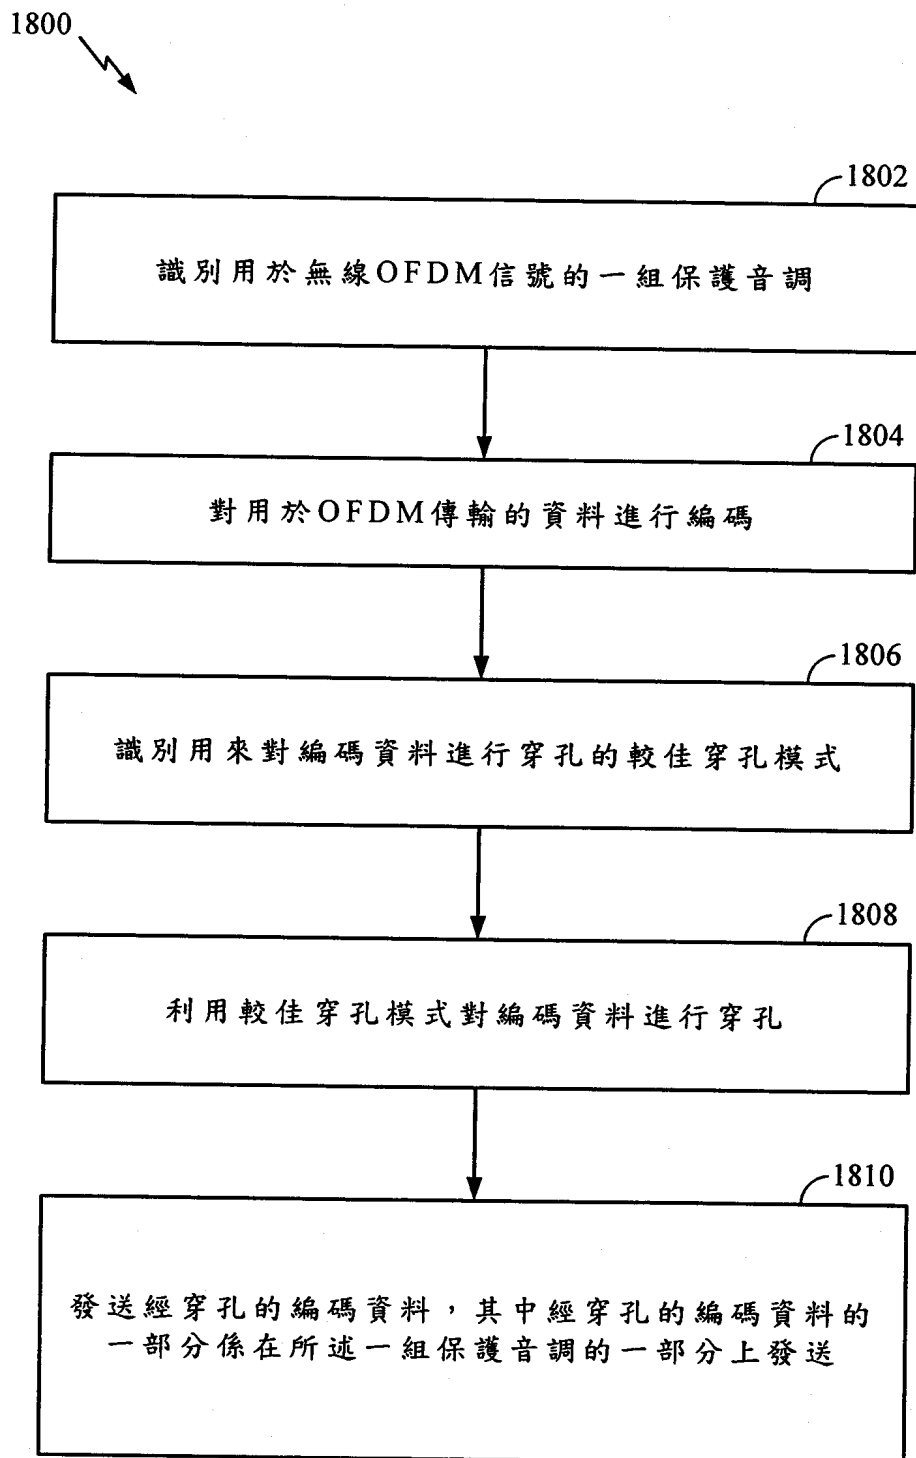 1800
1802
識別用於無線OFDM信號的一組保護音調
1804
對用於OFDM傳輸的資料進行編碼
1806
識別用來對編碼資料進行穿孔的較佳穿孔模式
1808
利用較佳穿孔模式對編碼資料進行穿孔
1810
發送經穿孔的編碼資料，其中經穿孔的編碼資料的
一部分係在所述一組保護音調的一部分上發送